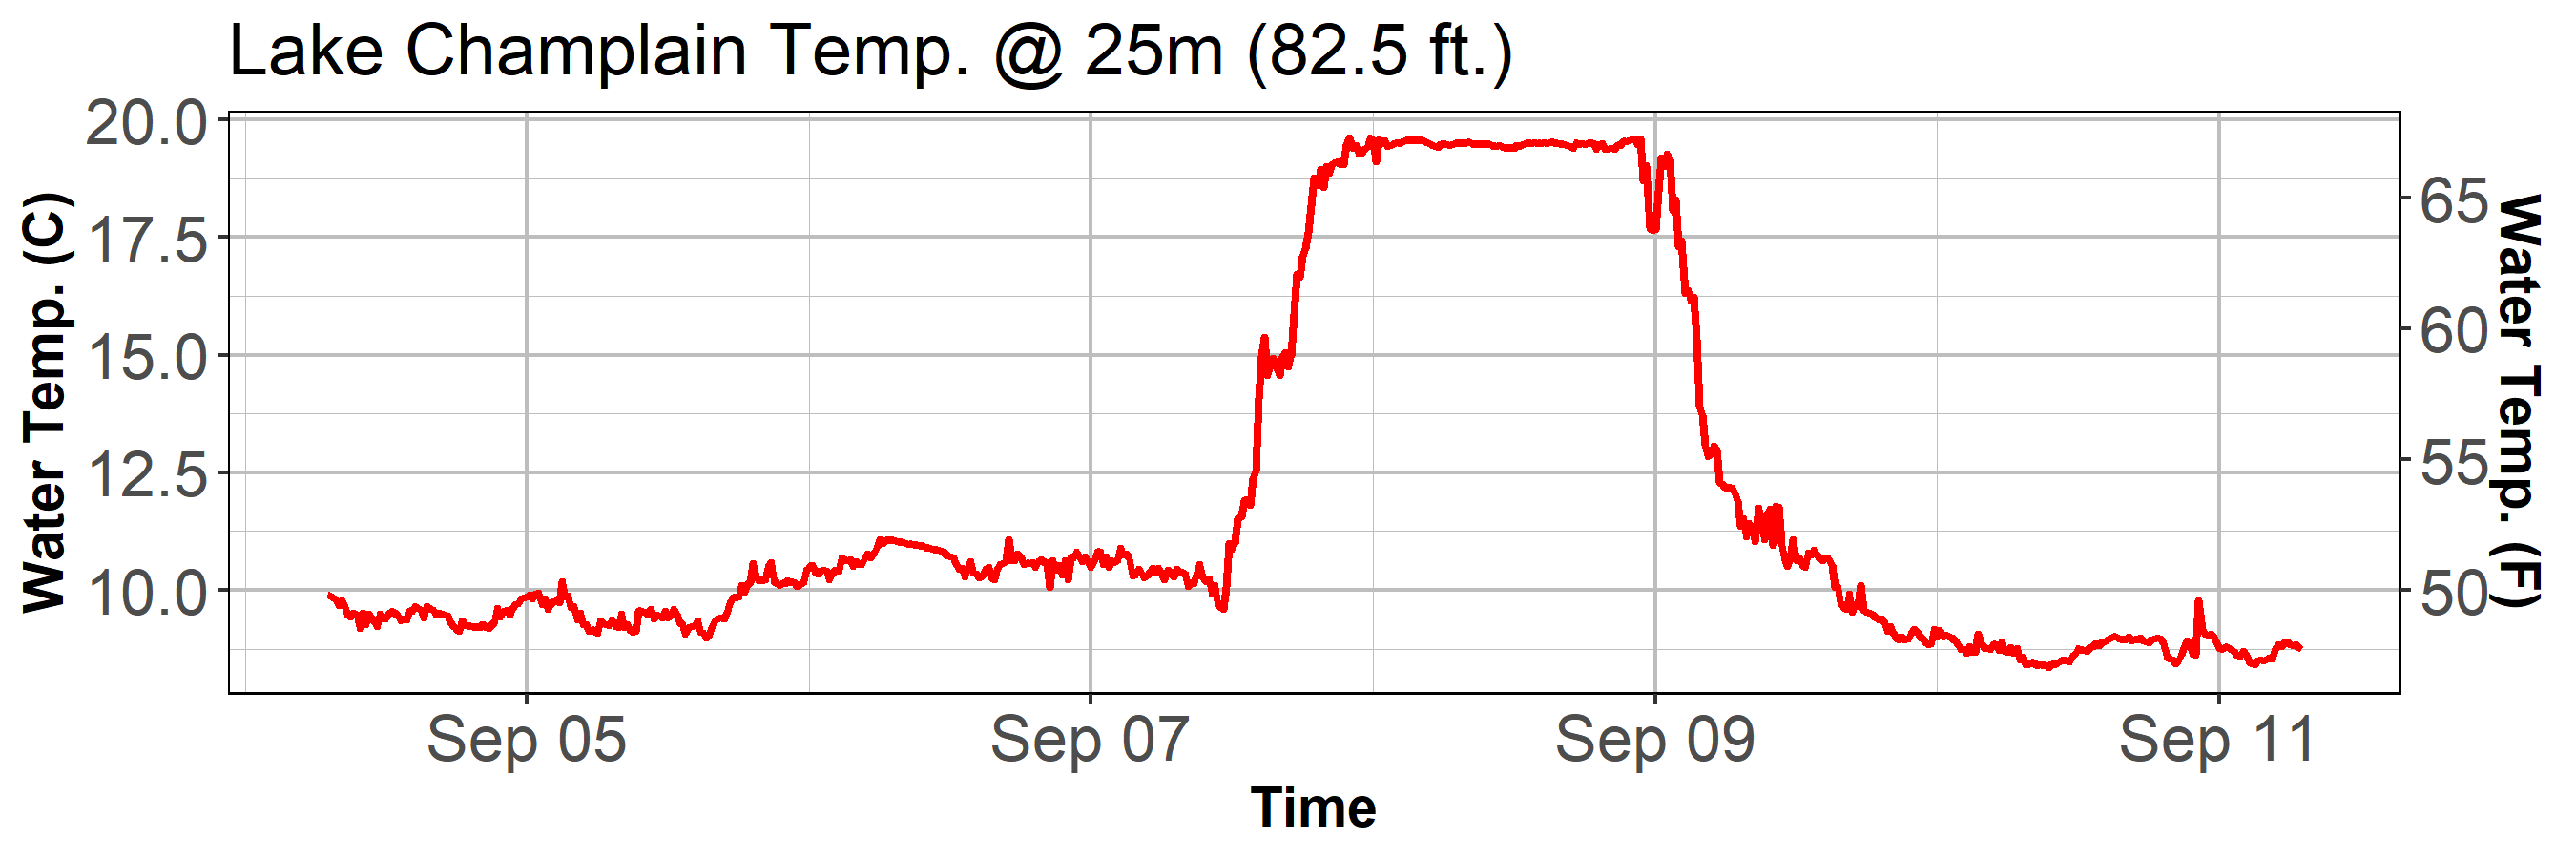 Lake Champlain Temp. @ 25m (82.5 ft.)
Water Temp. (C)
20.0
17.5
15.0
12.5
10.0
65
60
55
50
Water Temp. (F)
Sep 05 Sep 07 Sep 09 Sep 11
Time